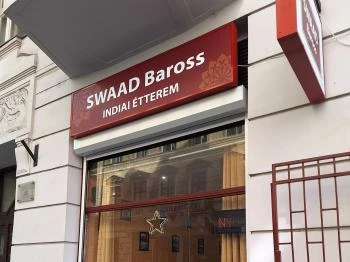 SWAAD Baross
INDIAI ÉTTEREM